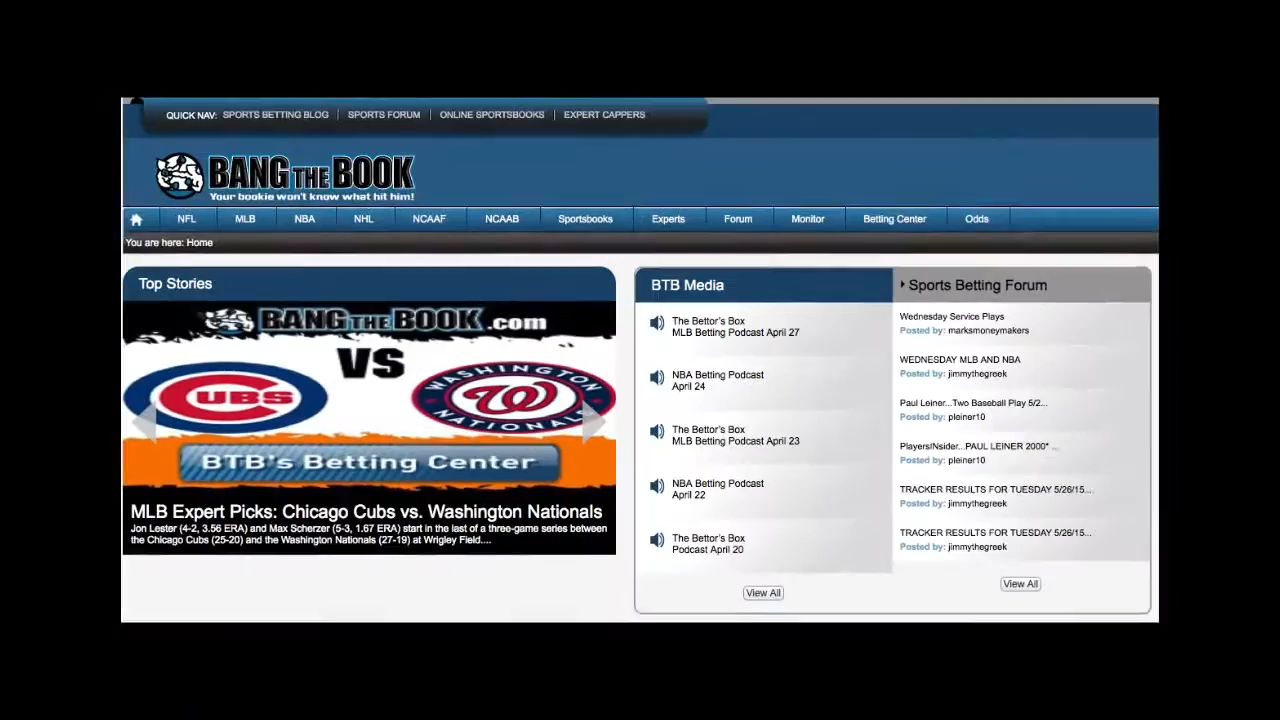 QUICK NAV: SPORTS BETTING BLOG SPORTS FORUM ONLINE SPORTSBOOKS EXPERT CAPPERS
BANG THE BOOK
Your bookie won't know what hit him!
NFL MLB NBA NHL NCAAF NCAAB Sportsbooks Experts Forum Monitor Betting Center Odds
You are here: Home
Top Stories
BANG THE BOOK.com
VS
CUBS
WASHINGTON
NATIONALS
W
BTB's Betting Center
MLB Expert Picks: Chicago Cubs vs. Washington Nationals
Jon Lester (4-2, 3.56 ERA) and Max Scherzer (5-3, 1.67 ERA) start in the last of a three-game series between
the Chicago Cubs (25-20) and the Washington Nationals (27-19) at Wrigley Field....
BTB Media
The Bettor's Box
MLB Betting Podcast April 27
NBA Betting Podcast
April 24
The Bettor's Box
MLB Betting Podcast April 23
NBA Betting Podcast
April 22
The Bettor's Box
Podcast April 20
View All
Sports Betting Forum
Wednesday Service Plays
Posted by: marksmoneymakers
WEDNESDAY MLB AND NBA
Posted by: jimmythegreek
Paul Leiner...Two Baseball Play 5/2...
Posted by: pleiner10
PlayersINsider...PAUL LEINER 2000* ...
Posted by: pleiner10
TRACKER RESULTS FOR TUESDAY 5/26/15....
Posted by: jimmythegreek
TRACKER RESULTS FOR TUESDAY 5/26/15...
Posted by: jimmythegreek
View All